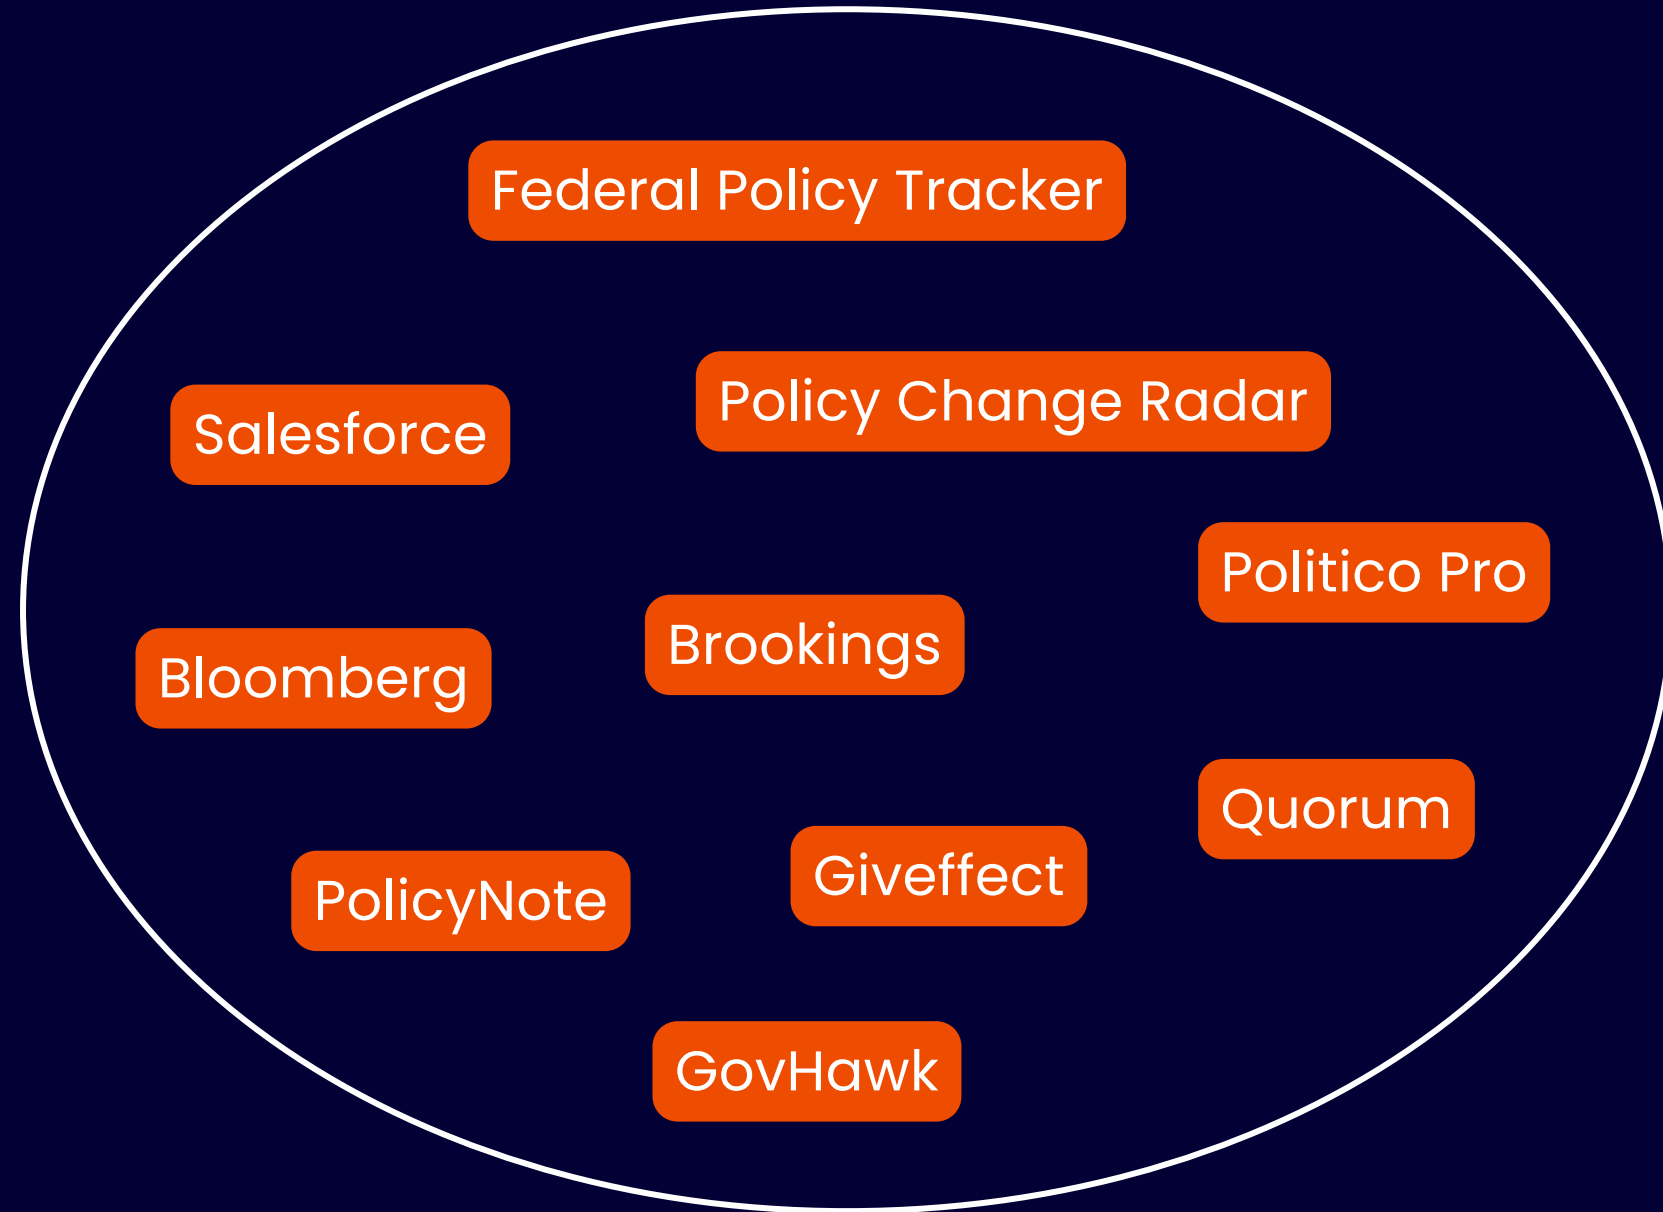 Federal Policy Tracker
Policy Change Radar
Salesforce
Politico Pro
Brookings
Bloomberg
Quorum
Giveffect
PolicyNote
GovHawk